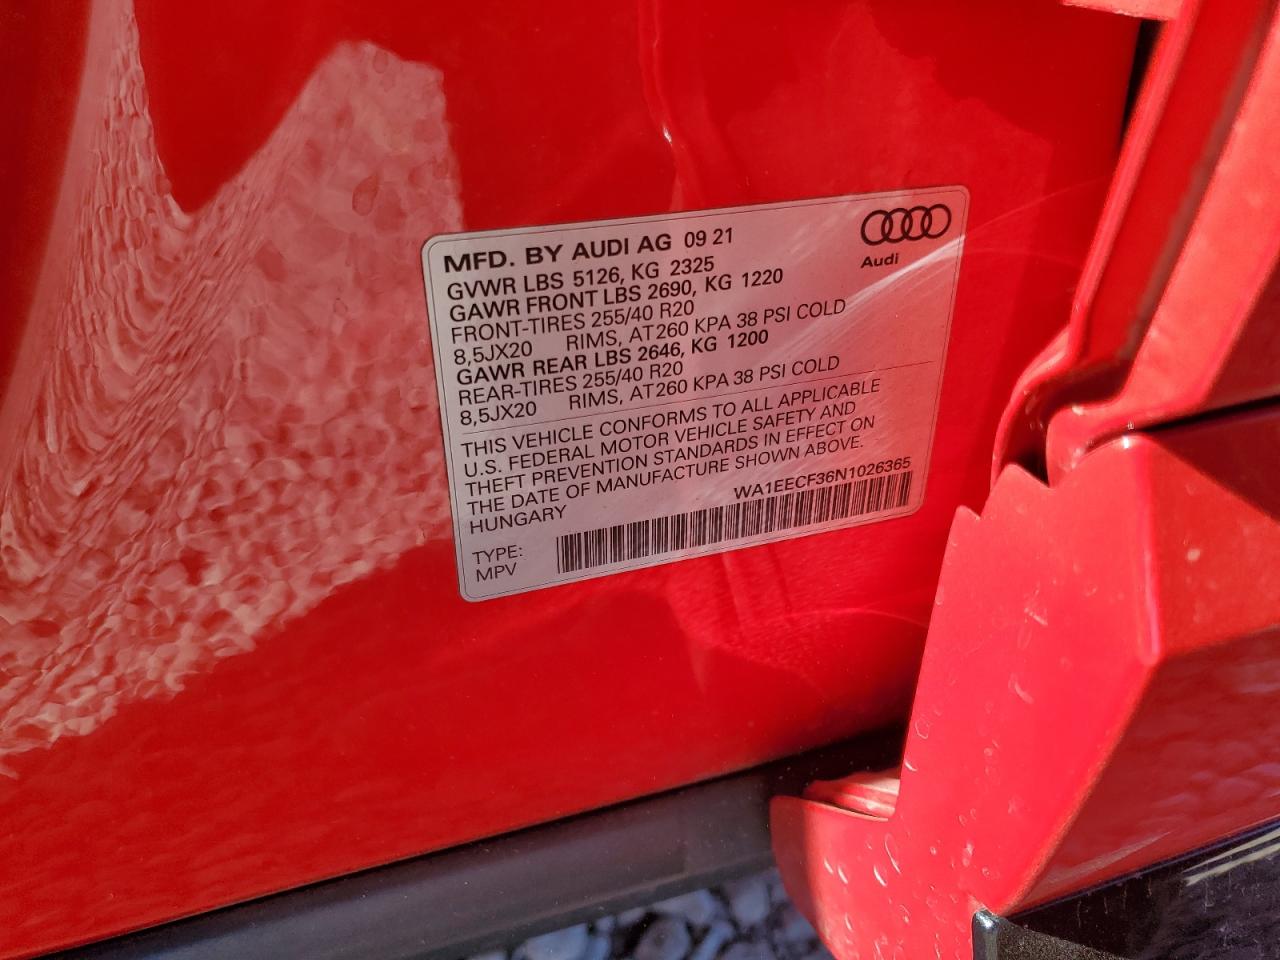 MFD. BY AUDI AG 09 21
Audi
GVWR LBS 5126, KG 2325
GAWR FRONT LBS 2690, KG 1220
FRONT-TIRES 255/40 R20
8,5JX20 RIMS, AT260 KPA 38 PSI COLD
GAWR REAR LBS 2646, KG 1200
REAR-TIRES 255/40 R20
8,5JX20 RIMS, AT260 KPA 38 PSI COLD
THIS VEHICLE CONFORMS TO ALL APPLICABLE
U.S. FEDERAL MOTOR VEHICLE SAFETY AND
THEFT PREVENTION STANDARDS IN EFFECT ON
THE DATE OF MANUFACTURE SHOWN ABOVE.
HUNGARY
WA1EECF36N1026365
TYPE:
MPV